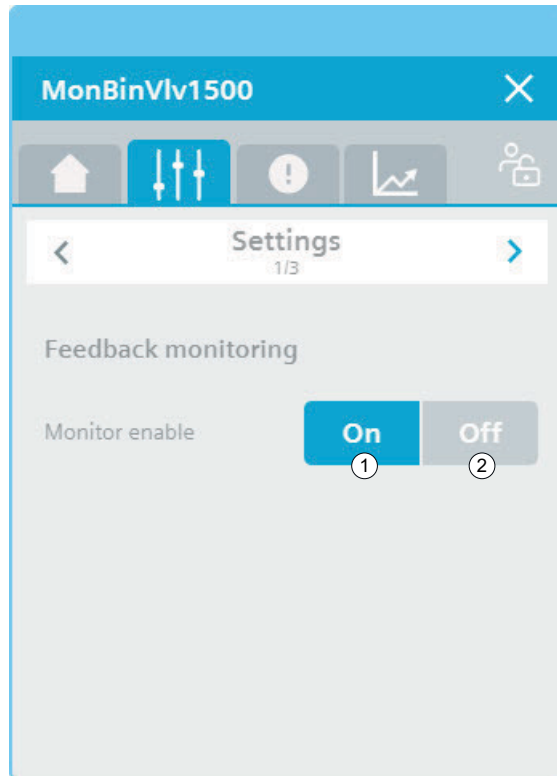 MonBinVlv1500
Settings
1/3
Feedback monitoring
Monitor enable
On
Off
1
2